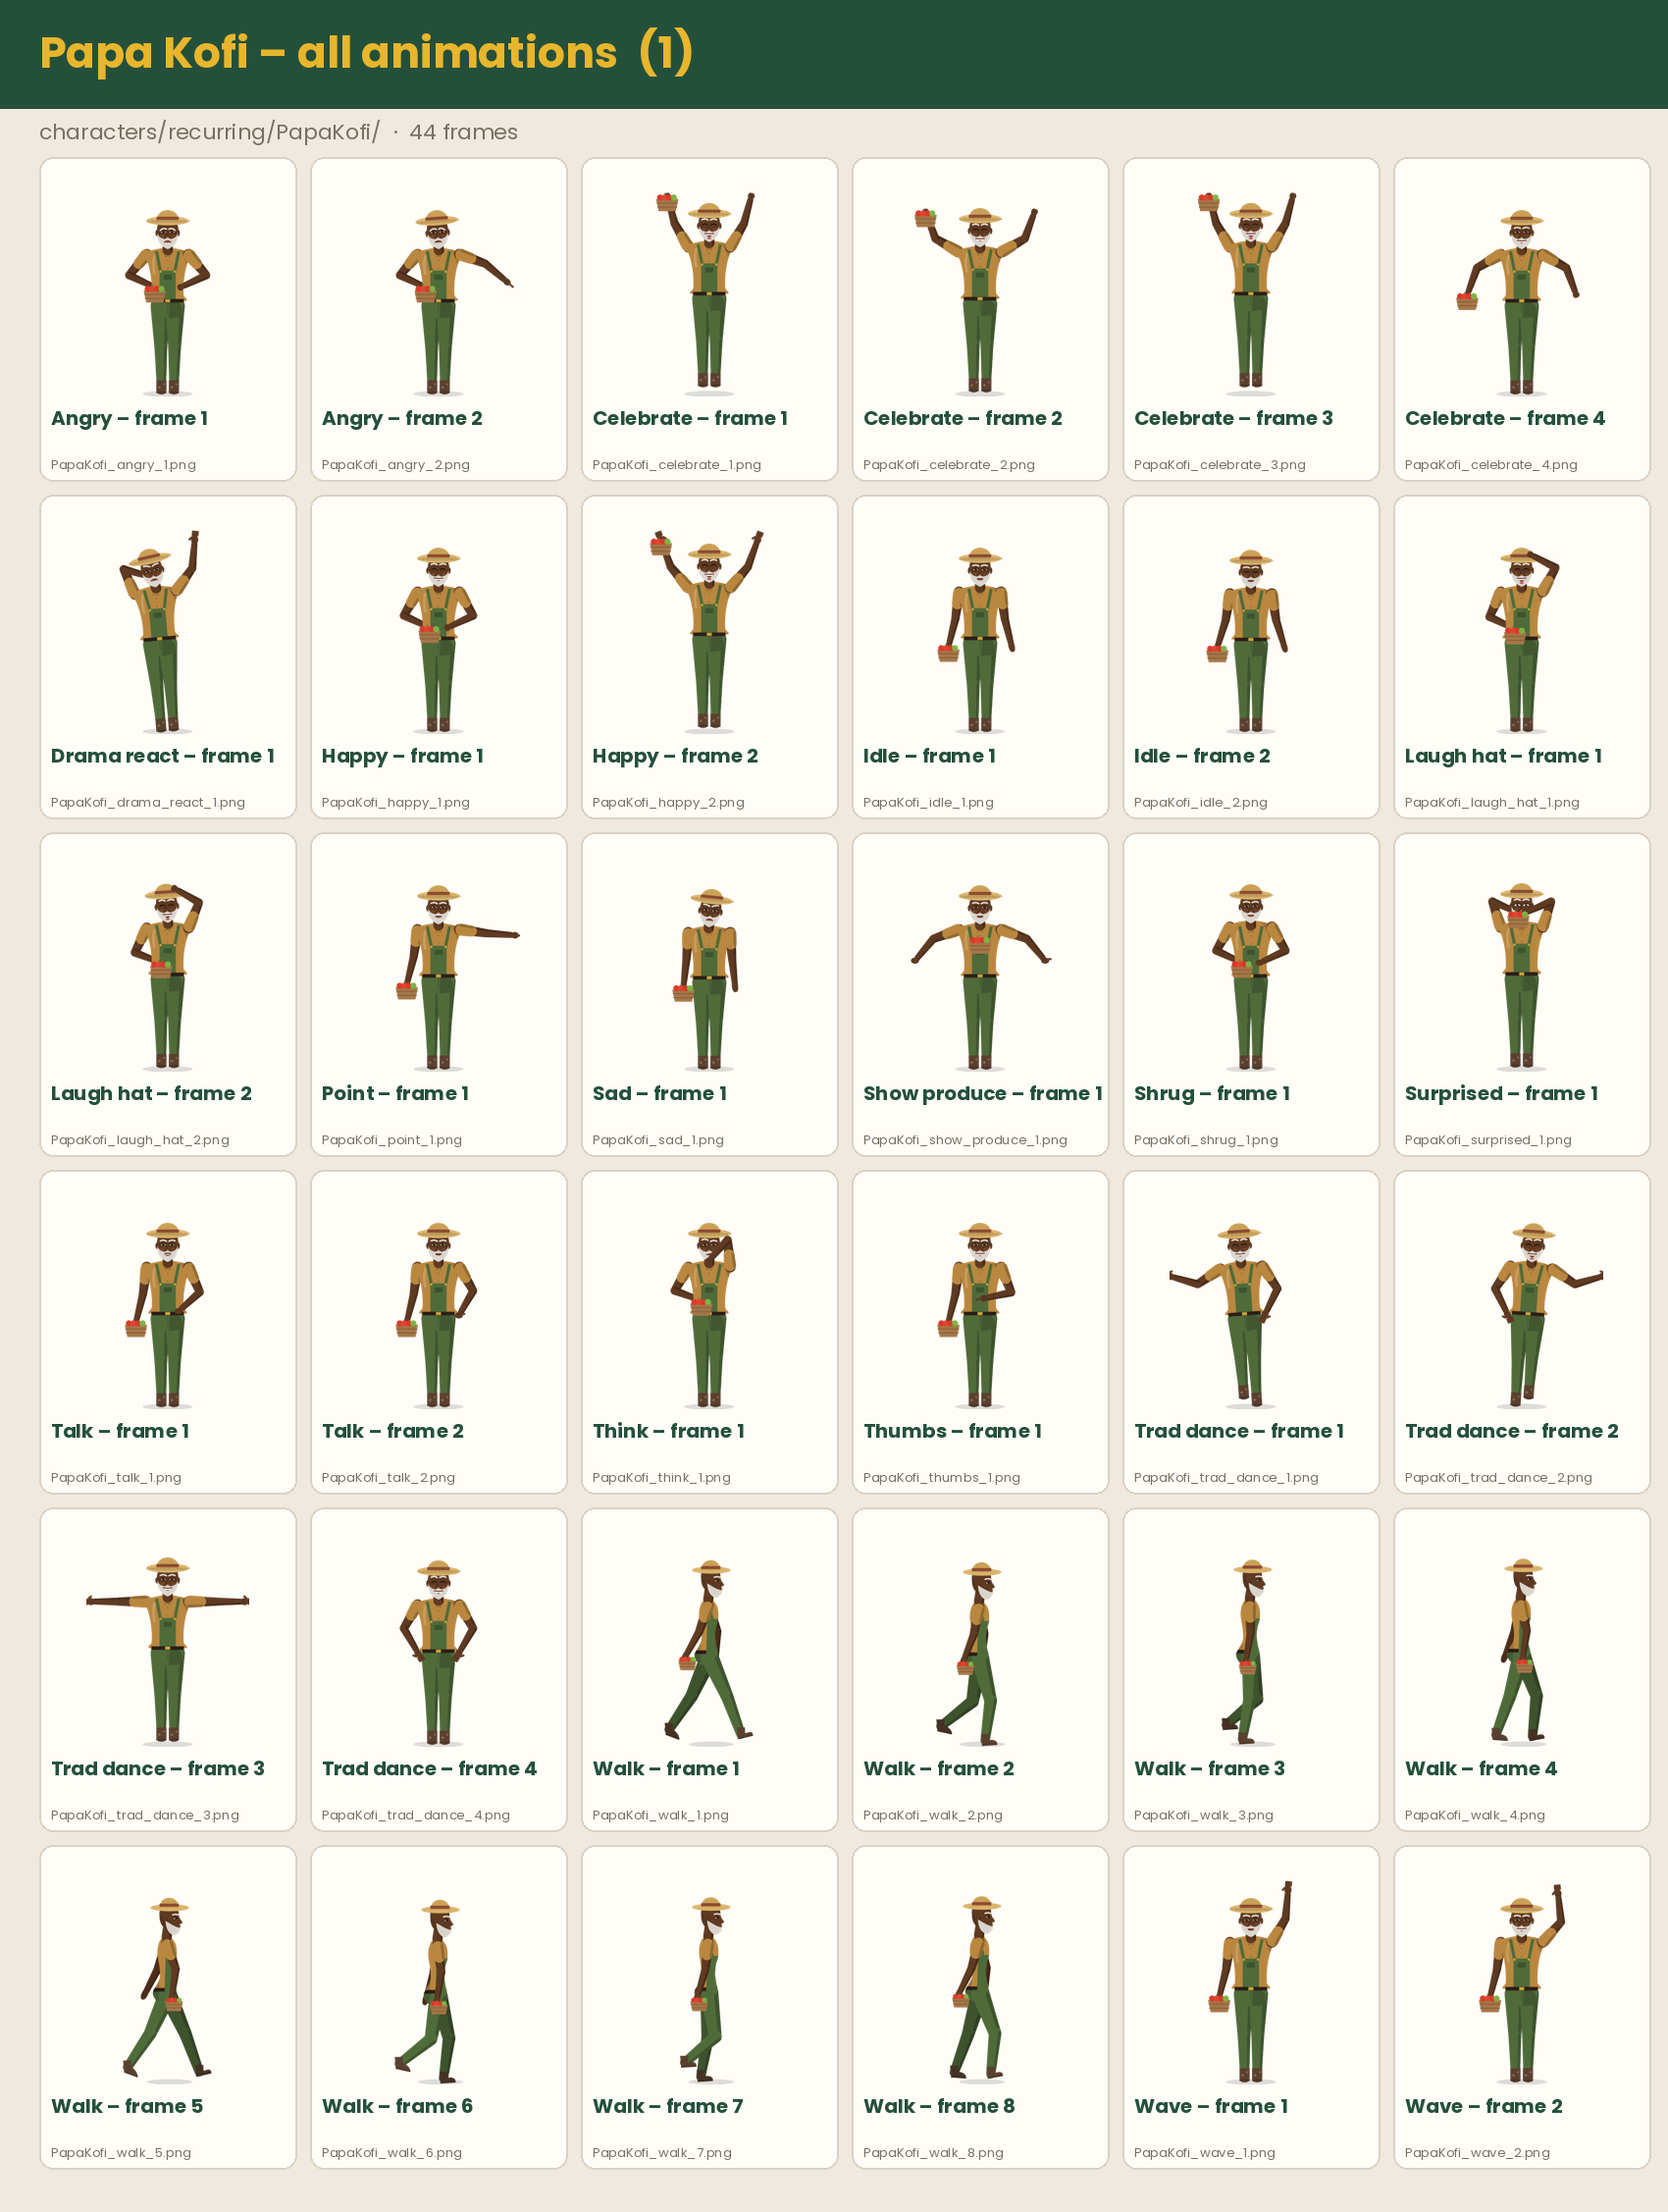 Papa Kofi – all animations (1)
characters/recurring/PapaKofi/ · 44 frames
Angry – frame 1
Angry – frame 2
Celebrate – frame 1
Celebrate – frame 2
Celebrate – frame 3
Celebrate – frame 4
PapaKofi_angry_1.png
PapaKofi_angry_2.png
PapaKofi_celebrate_1.png
PapaKofi_celebrate_2.png
PapaKofi_celebrate_3.png
PapaKofi_celebrate_4.png
Drama react – frame 1
Happy – frame 1
Happy – frame 2
Idle – frame 1
Idle – frame 2
Laugh hat – frame 1
PapaKofi_drama_react_1.png
PapaKofi_happy_1.png
PapaKofi_happy_2.png
PapaKofi_idle_1.png
PapaKofi_idle_2.png
PapaKofi_laugh_hat_1.png
Laugh hat – frame 2
Point – frame 1
Sad – frame 1
Show produce – frame 1
Shrug – frame 1
Surprised – frame 1
PapaKofi_laugh_hat_2.png
PapaKofi_point_1.png
PapaKofi_sad_1.png
PapaKofi_show_produce_1.png
PapaKofi_shrug_1.png
PapaKofi_surprised_1.png
Talk – frame 1
Talk – frame 2
Think – frame 1
Thumbs – frame 1
Trad dance – frame 1
Trad dance – frame 2
PapaKofi_talk_1.png
PapaKofi_talk_2.png
PapaKofi_think_1.png
PapaKofi_thumbs_1.png
PapaKofi_trad_dance_1.png
PapaKofi_trad_dance_2.png
Trad dance – frame 3
Trad dance – frame 4
Walk – frame 1
Walk – frame 2
Walk – frame 3
Walk – frame 4
PapaKofi_trad_dance_3.png
PapaKofi_trad_dance_4.png
PapaKofi_walk_1.png
PapaKofi_walk_2.png
PapaKofi_walk_3.png
PapaKofi_walk_4.png
Walk – frame 5
Walk – frame 6
Walk – frame 7
Walk – frame 8
Wave – frame 1
Wave – frame 2
PapaKofi_walk_5.png
PapaKofi_walk_6.png
PapaKofi_walk_7.png
PapaKofi_walk_8.png
PapaKofi_wave_1.png
PapaKofi_wave_2.png